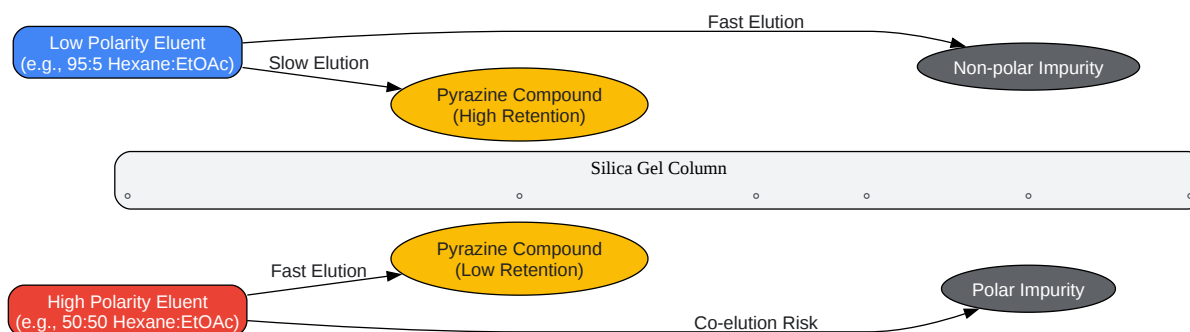 Fast Elution
Low Polarity Eluent
(e.g., 95:5 Hexane:EtOAc)
Slow Elution
Non-polar Impurity
Pyrazine Compound
(High Retention)
Silica Gel Column
Pyrazine Compound
(Low Retention)
Fast Elution
Polar Impurity
High Polarity Eluent
(e.g., 50:50 Hexane:EtOAc)
Co-elution Risk